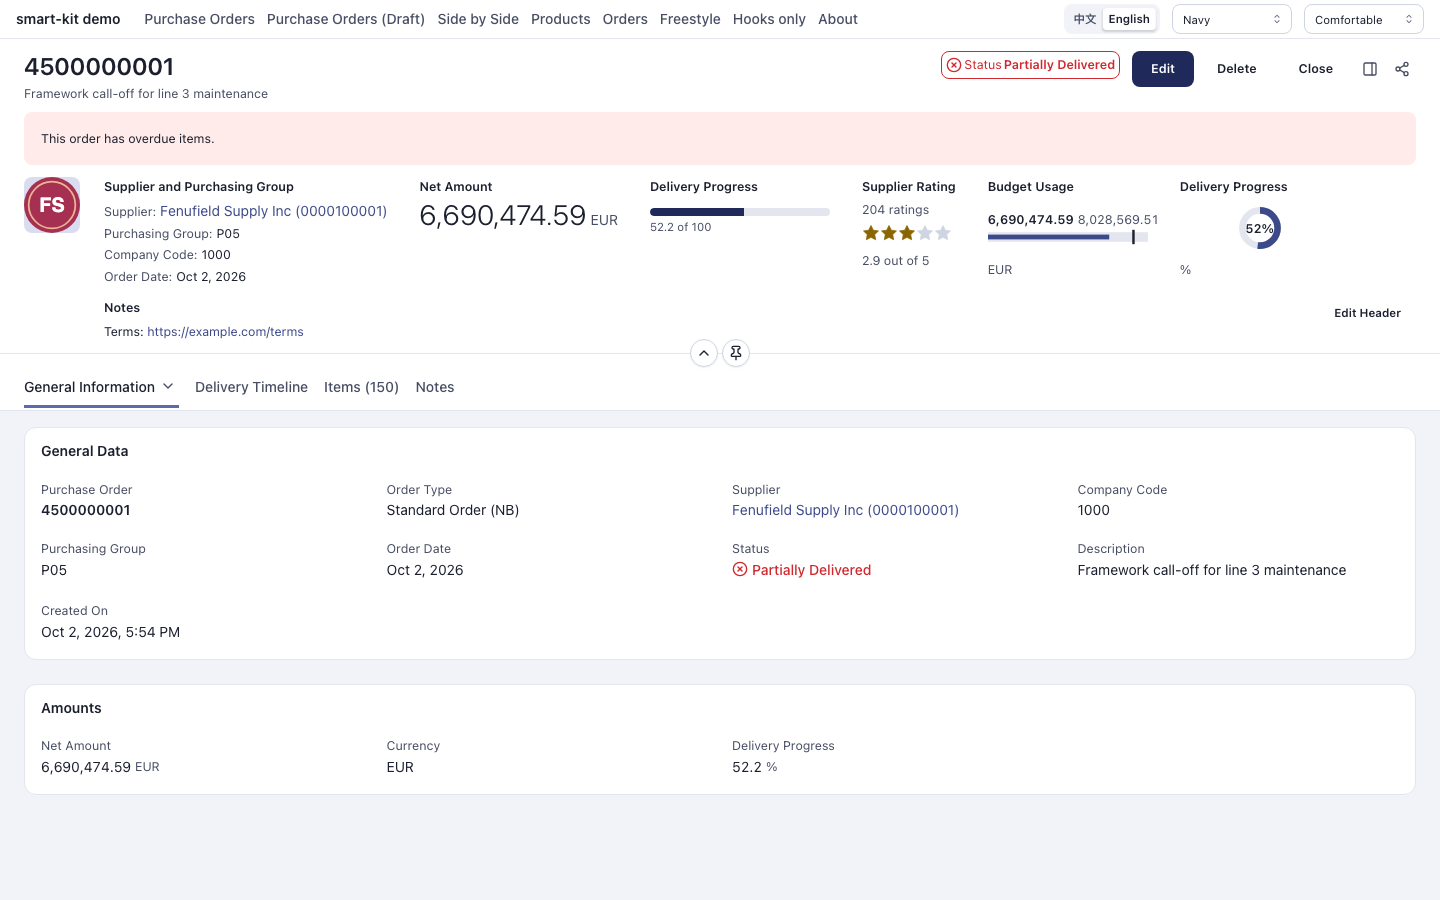 smart-kit demo Purchase Orders Purchase Orders (Draft) Side by Side Products Orders Freestyle Hooks only About 中文 English Navy Comfortable
4500000001
Framework call-off for line 3 maintenance
Status Partially Delivered Edit Delete Close
This order has overdue items.
FS
Supplier and Purchasing Group
Supplier: Fenufield Supply Inc (0000100001)
Purchasing Group: P05
Company Code: 1000
Order Date: Oct 2, 2026
Net Amount
6,690,474.59 EUR
Delivery Progress
52.2 of 100
Supplier Rating
204 ratings
2.9 out of 5
Budget Usage
6,690,474.59 8,028,569.51
EUR
Delivery Progress
52%
%
Notes
Terms: https://example.com/terms
Edit Header
General Information Delivery Timeline Items (150) Notes
General Data
Purchase Order
4500000001
Order Type
Standard Order (NB)
Supplier
Fenufield Supply Inc (0000100001)
Company Code
1000
Purchasing Group
P05
Order Date
Oct 2, 2026
Status
Partially Delivered
Description
Framework call-off for line 3 maintenance
Created On
Oct 2, 2026, 5:54 PM
Amounts
Net Amount
6,690,474.59 EUR
Currency
EUR
Delivery Progress
52.2 %